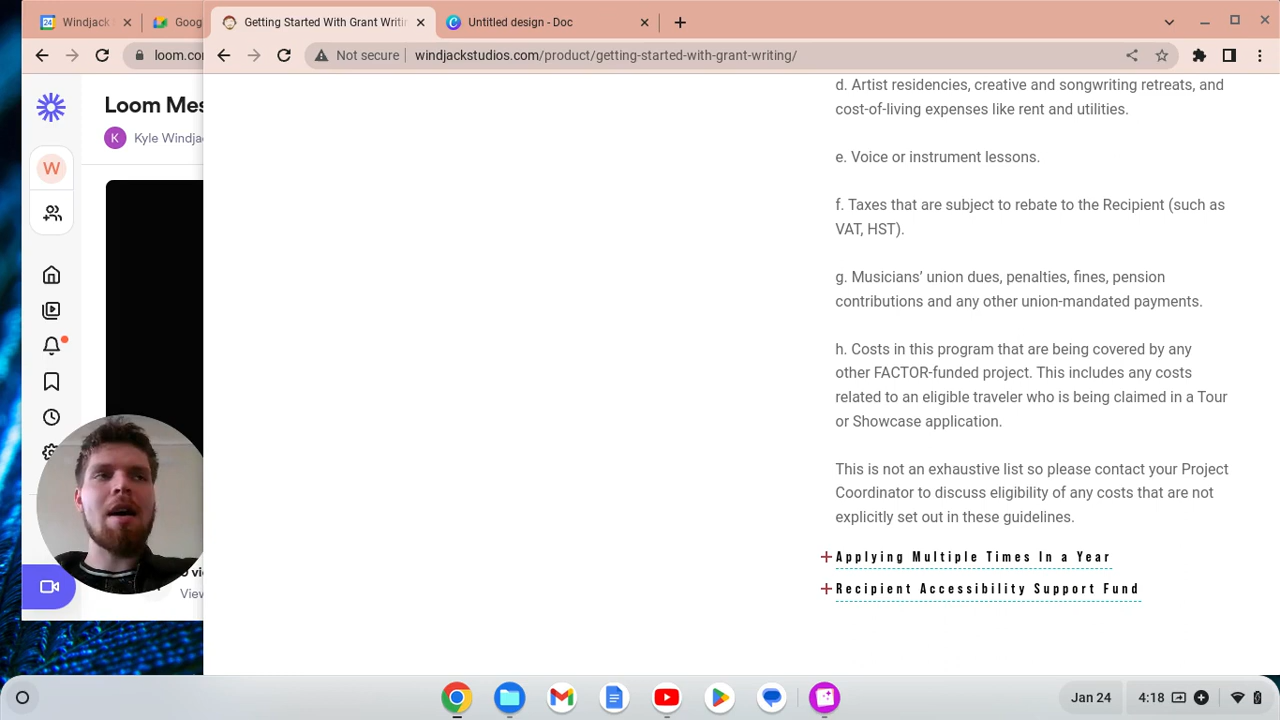 Windjack
Goog
Getting Started With Grant Writi
Untitled design - Doc
loom.co
Not secure
windjackstudios.com/product/getting-started-with-grant-writing/
Loom Mes
K
Kyle Windja
W
View
d. Artist residencies, creative and songwriting retreats, and
cost-of-living expenses like rent and utilities.
e. Voice or instrument lessons.
f. Taxes that are subject to rebate to the Recipient (such as
VAT, HST).
g. Musicians’ union dues, penalties, fines, pension
contributions and any other union-mandated payments.
h. Costs in this program that are being covered by any
other FACTOR-funded project. This includes any costs
related to an eligible traveler who is being claimed in a Tour
or Showcase application.
This is not an exhaustive list so please contact your Project
Coordinator to discuss eligibility of any costs that are not
explicitly set out in these guidelines.
Applying Multiple Times In a Year
Recipient Accessibility Support Fund
Jan 24
4:18